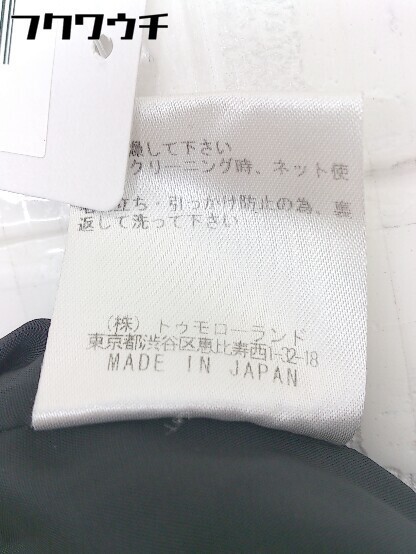 フクワウチ
燥して下さい
クリーニング時、ネット使
立ち・引っかけ防止の為、裏
返して洗って下さい
(株) トゥモローランド
東京都渋谷区恵比寿西1-32-18
MADE IN JAPAN